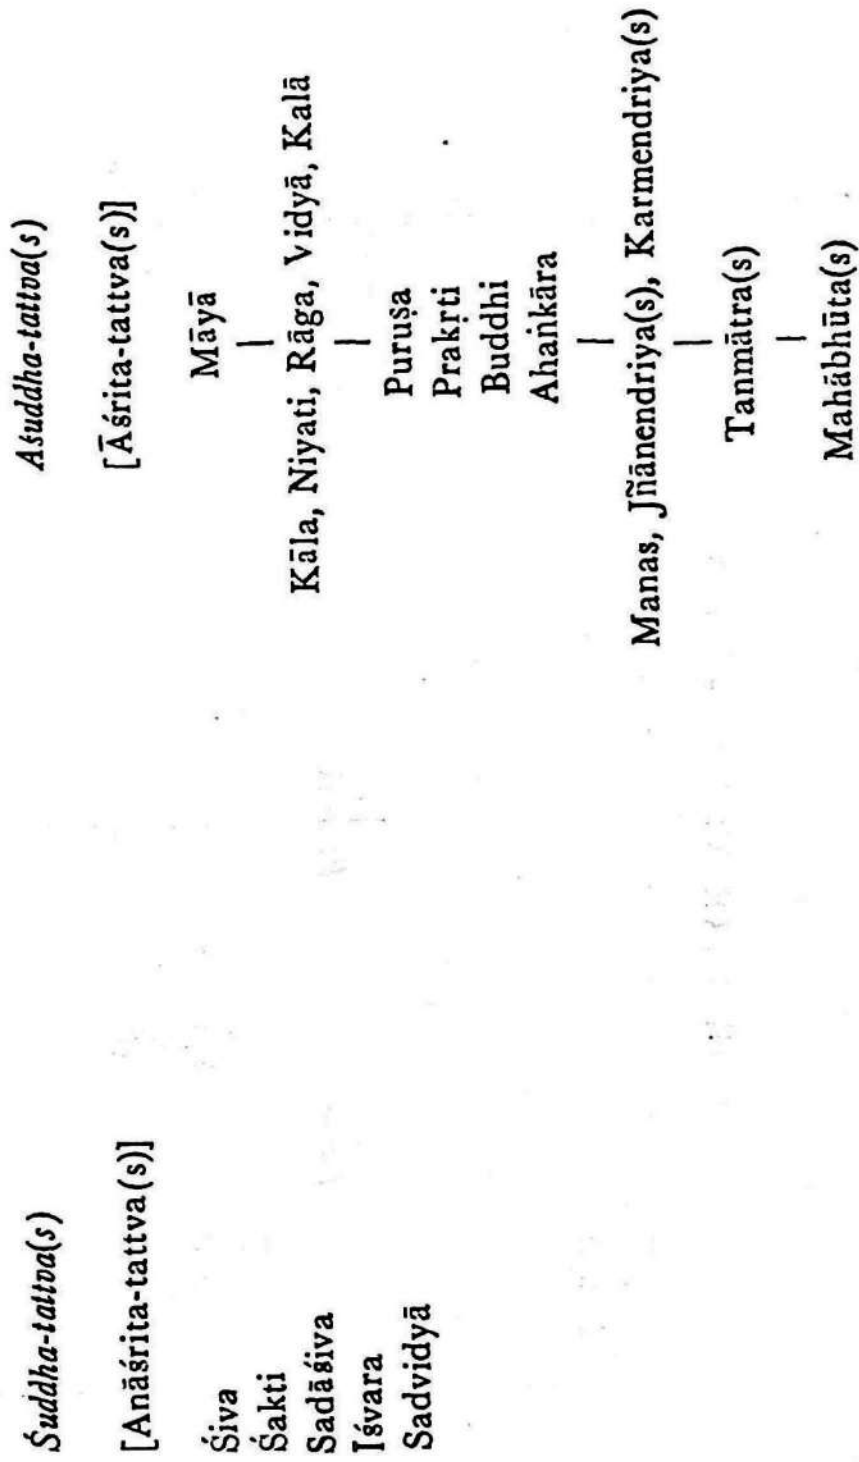 Śuddha-tattva(s)
[Anāśrita-tattva(s)]
Śiva
Śakti
Sadāśiva
Iśvara
Sadvidyā
Aśuddha-tattva(s)
[Āśrita-tattva(s)]
Māyā
Kāla, Niyati, Rāga, Vidyā, Kalā
Puruṣa
Prakṛti
Buddhi
Ahaṅkāra
Manas, Jñānendriya(s), Karmendriya(s)
Tanmātra(s)
Mahābhūta(s)